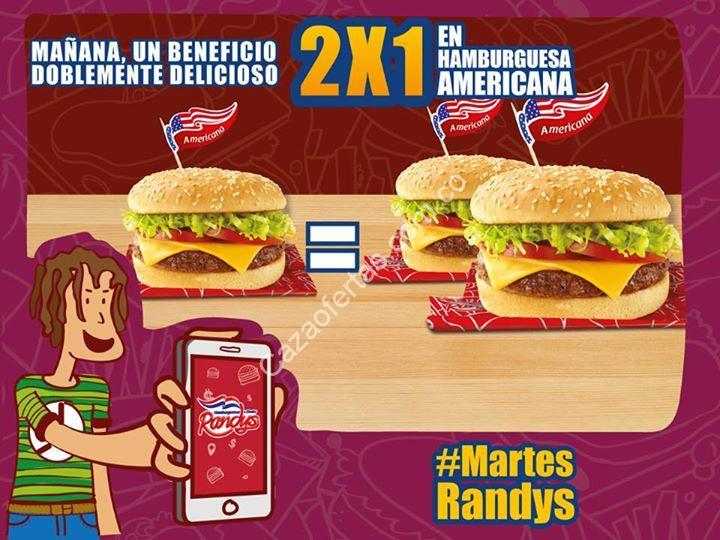 MAÑANA, UN BENEFICIO
DOBLEMENTE DELICIOSO
2X1
EN
HAMBURGUESA
AMERICANA
Americana
Americana
Americana
Randys
#Martes
Randys